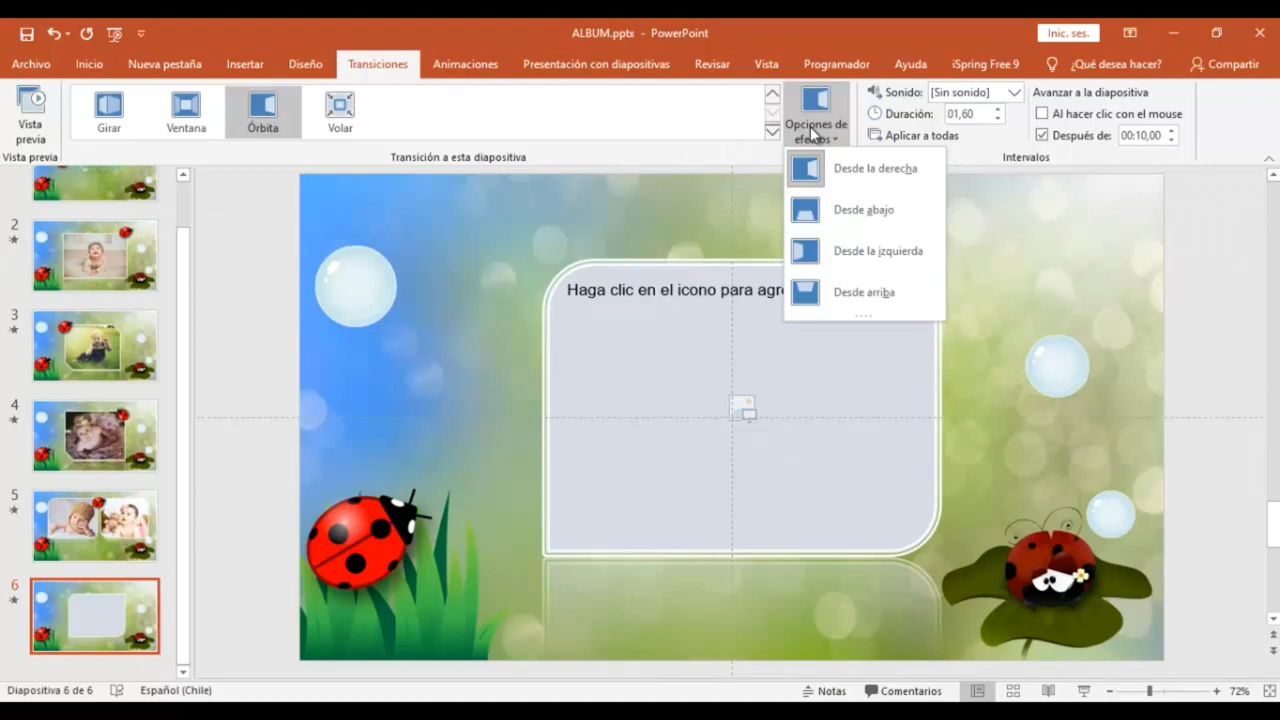 ALBUM.pptx - PowerPoint
Inic. ses.
Archivo Inicio Nueva pestaña Insertar Diseño Transiciones Animaciones Presentación con diapositivas Revisar Vista Programador Ayuda iSpring Free 9 ¿Qué desea hacer? Compartir
Vista previa
Girar Ventana Órbita Volar
Opciones de efectos
Sonido: [Sin sonido]
Duración: 01,60
Aplicar a todas
Avanzar a la diapositiva
Al hacer clic con el mouse
Después de: 00:10,00
Vista previa Transición a esta diapositiva Intervalos
Desde la derecha
Desde abajo
Desde la izquierda
Desde arriba
2
3
4
5
6
Haga clic en el icono para agre
Diapositiva 6 de 6 Español (Chile) Notas Comentarios 72%